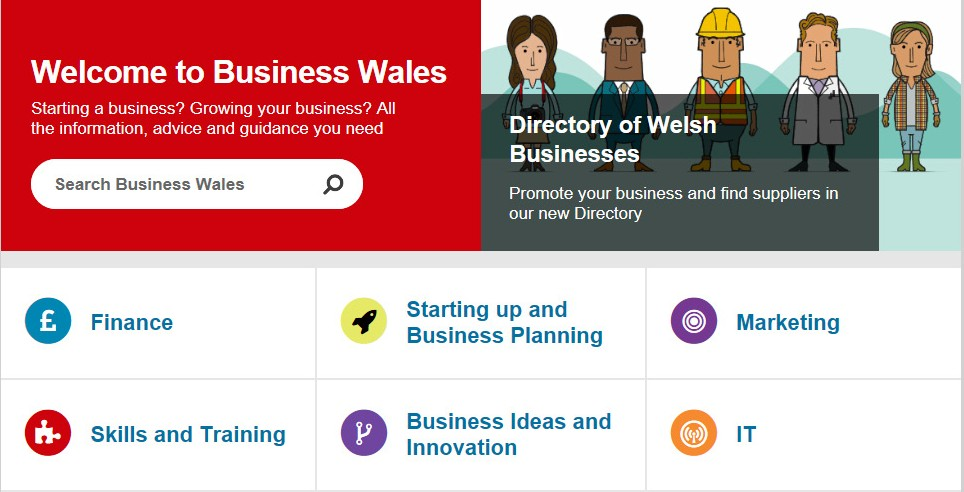 Welcome to Business Wales
Starting a business? Growing your business? All
the information, advice and guidance you need
Search Business Wales
Directory of Welsh
Businesses
Promote your business and find suppliers in
our new Directory
£
Finance
Starting up and
Business Planning
Marketing
Skills and Training
Business Ideas and
Innovation
IT